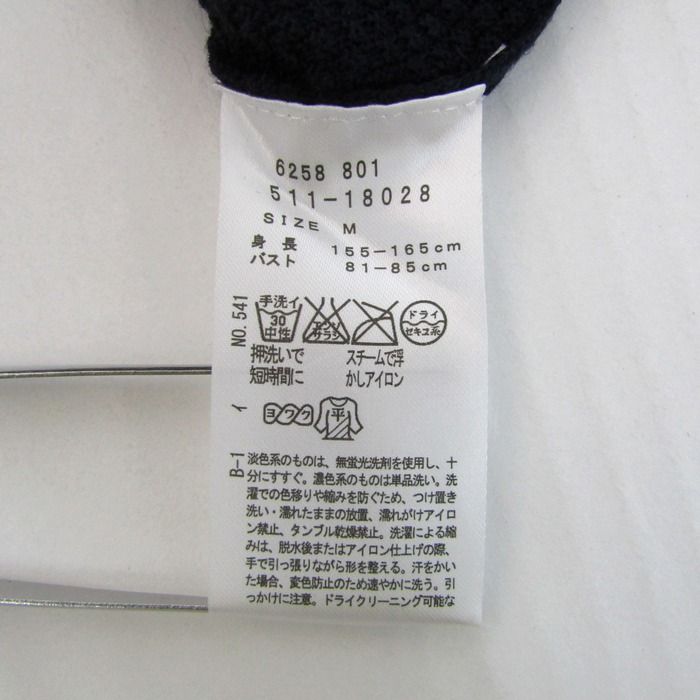 6258 801
511-18028
SIZE M
身長 155-165cm
バスト 81-85cm
NO.541
手洗イ
30
中性
エンソ
サラシ
ドライ
セキユ系
押洗いで
短時間に
スチームで浮
かしアイロン
イ
ヨワク
平
B-1
淡色系のものは、無蛍光洗剤を使用し、十
分にすすぐ。濃色系のものは単品洗い。洗
濯での色移りや縮みを防ぐため、つけ置き
洗い・濡れたままの放置、濡れがけアイロ
ン禁止、タンブル乾燥禁止。洗濯による縮
みは、脱水後またはアイロン仕上げの際、
手で引っ張りながら形を整える。汗をかい
た場合、変色防止のため速やかに洗う。引
っかけに注意。ドライクリーニング可能な